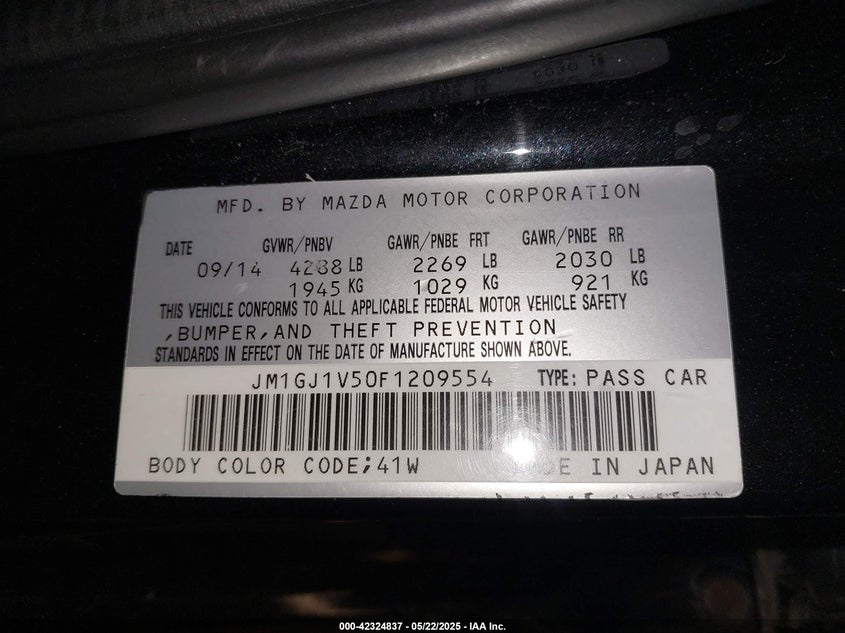 MFD. BY MAZDA MOTOR CORPORATION
DATE GVWR/PNBV GAWR/PNBE FRT GAWR/PNBE RR
09/14 4288 LB 2269 LB 2030 LB
1945 KG 1029 KG 921 KG
THIS VEHICLE CONFORMS TO ALL APPLICABLE FEDERAL MOTOR VEHICLE SAFETY
,BUMPER,AND THEFT PREVENTION
STANDARDS IN EFFECT ON THE DATE OF MANUFACTURE SHOWN ABOVE.
JM1GJ1V50F1209554 TYPE: PASS CAR
BODY COLOR CODE;41W MADE IN JAPAN
000-42324837 - 05/22/2025 - IAA Inc.